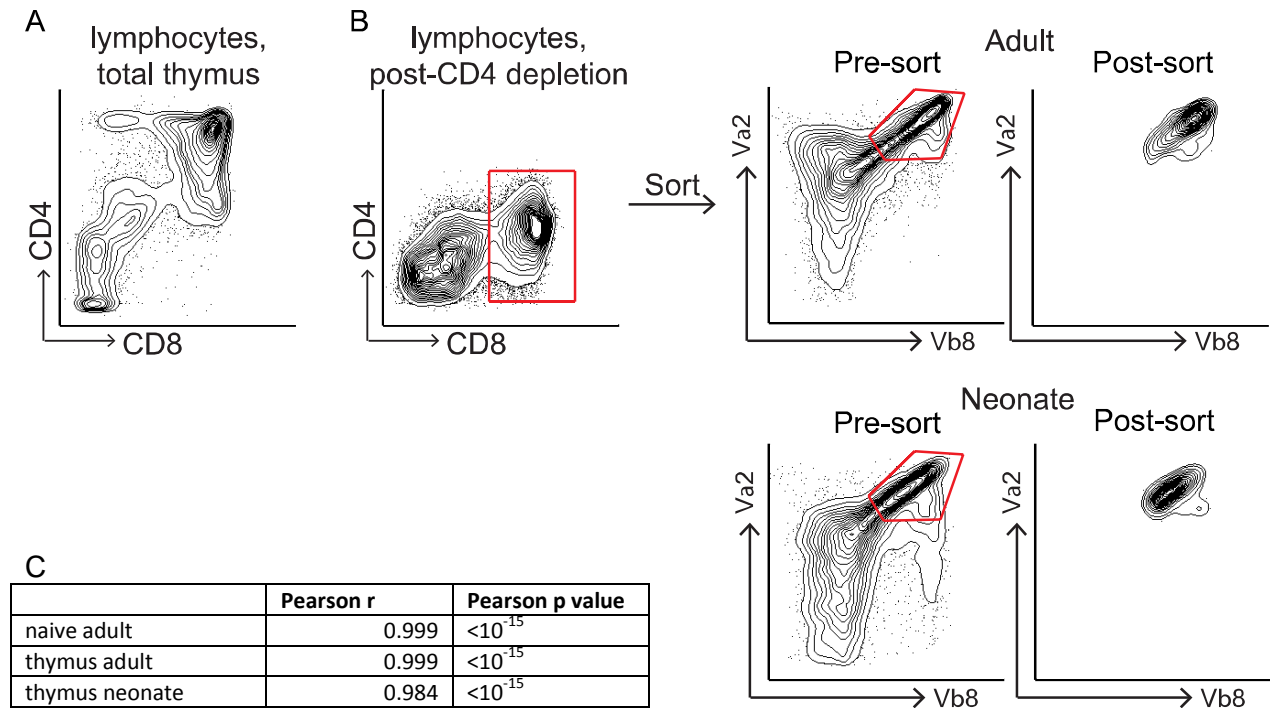 A
lymphocytes,
total thymus
CD4
CD8
B
lymphocytes,
post-CD4 depletion
CD4
CD8
Sort
Adult
Pre-sort
Post-sort
Va2
Vb8
Va2
Vb8
Neonate
Pre-sort
Post-sort
Va2
Vb8
Va2
Vb8
C
Pearson r Pearson p value
naive adult 0.999 <10^-15
thymus adult 0.999 <10^-15
thymus neonate 0.984 <10^-15